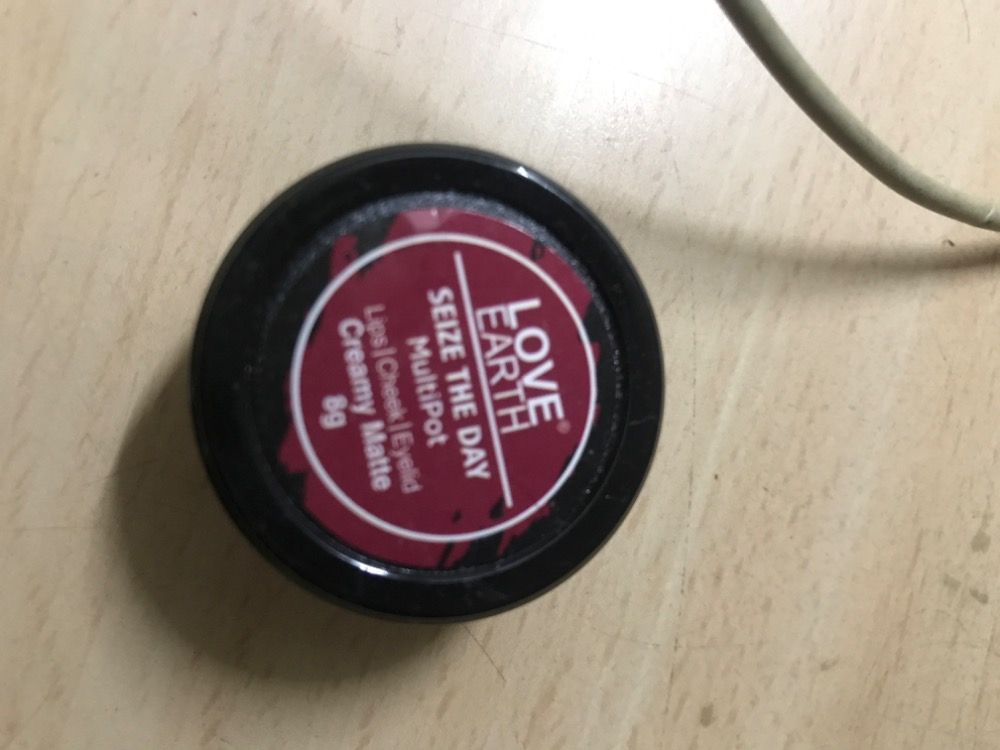 LOVE
EARTH®
SEIZE THE DAY
MultiPot
Lips|Cheek|Eyelid
Creamy Matte
8g